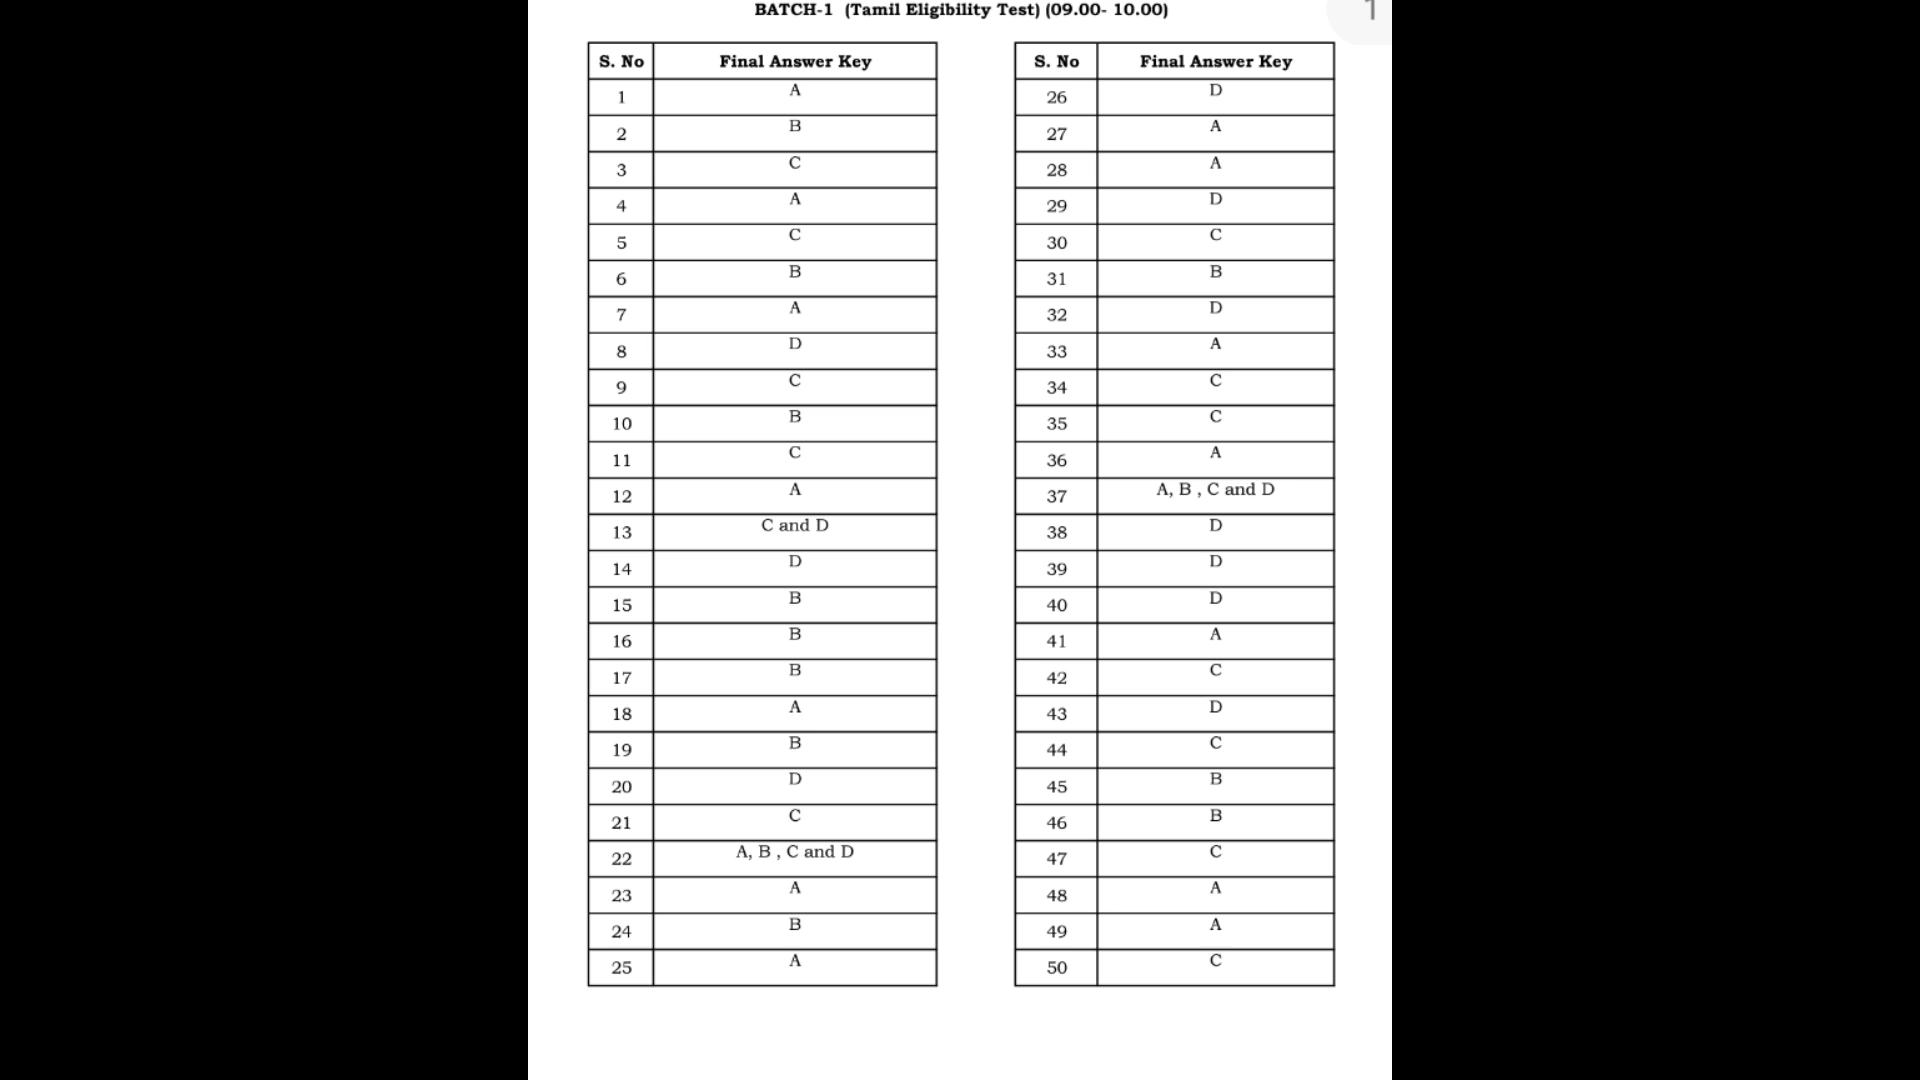 BATCH-1 (Tamil Eligibility Test) (09.00- 10.00)
1
S. No Final Answer Key
1 A
2 B
3 C
4 A
5 C
6 B
7 A
8 D
9 C
10 B
11 C
12 A
13 C and D
14 D
15 B
16 B
17 B
18 A
19 B
20 D
21 C
22 A, B , C and D
23 A
24 B
25 A
S. No Final Answer Key
26 D
27 A
28 A
29 D
30 C
31 B
32 D
33 A
34 C
35 C
36 A
37 A, B , C and D
38 D
39 D
40 D
41 A
42 C
43 D
44 C
45 B
46 B
47 C
48 A
49 A
50 C